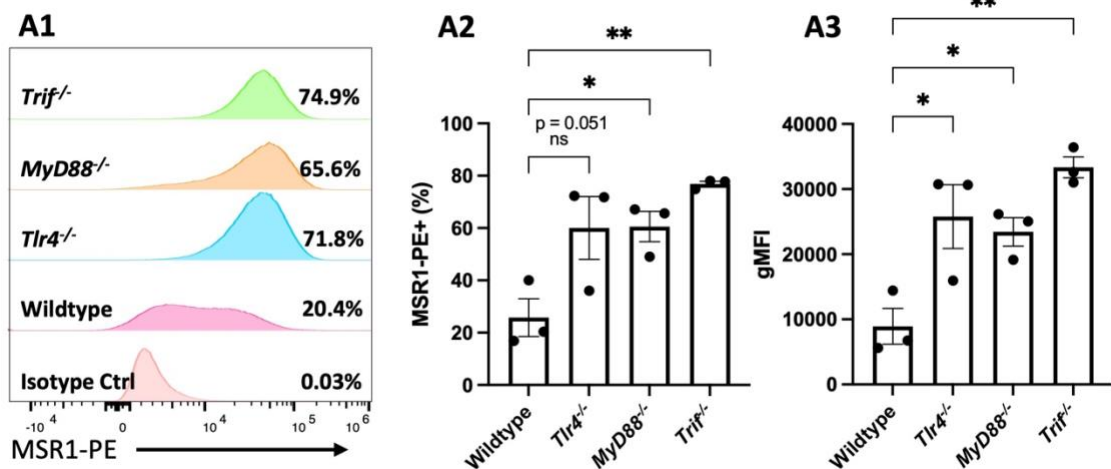 A1
Trif-/- 74.9%
MyD88-/- 65.6%
Tlr4-/- 71.8%
Wildtype 20.4%
Isotype Ctrl 0.03%
-10 4 0 10 4 10 5 10 6
MSR1-PE
A2
**
*
p = 0.051
ns
100
80
60
40
20
0
MSR1-PE+ (%)
Wildtype
Tlr4-/-
MyD88-/-
Trif-/-
A3
**
*
*
40000
30000
20000
10000
0
gMFI
Wildtype
Tlr4-/-
MyD88-/-
Trif-/-